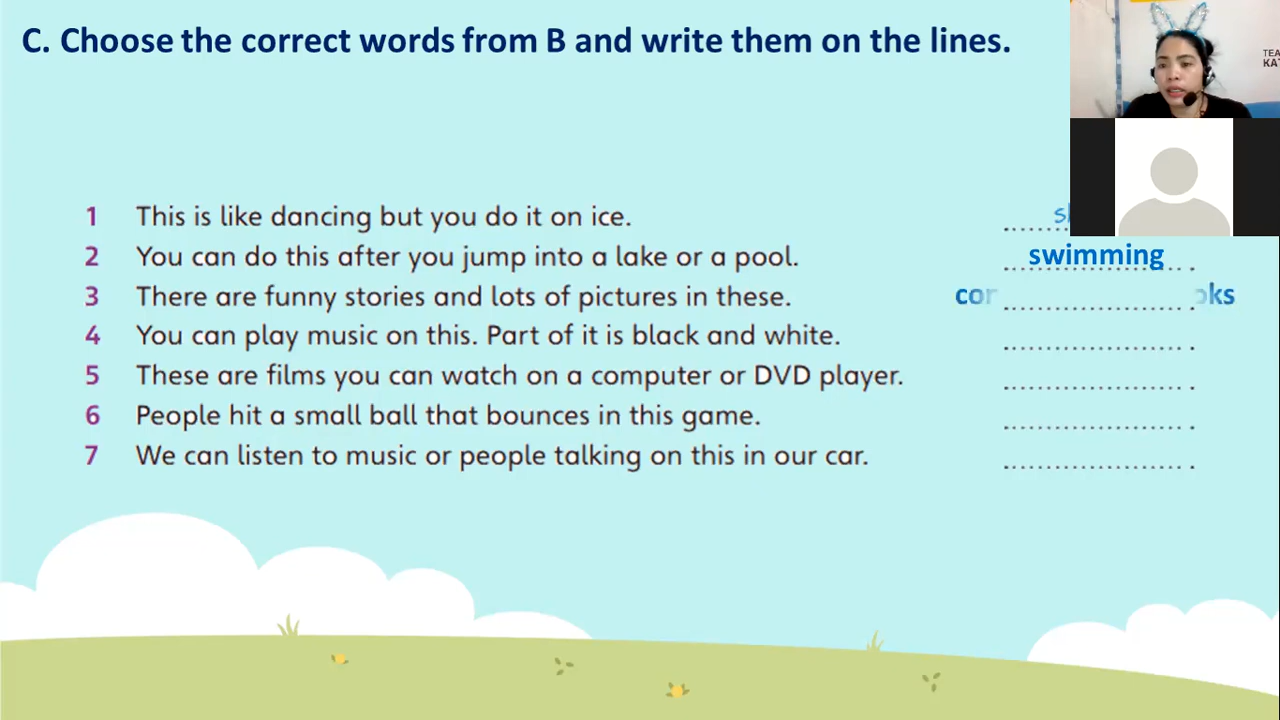 C. Choose the correct words from B and write them on the lines.
1 This is like dancing but you do it on ice.
2 You can do this after you jump into a lake or a pool. swimming
3 There are funny stories and lots of pictures in these.
4 You can play music on this. Part of it is black and white.
5 These are films you can watch on a computer or DVD player.
6 People hit a small ball that bounces in this game.
7 We can listen to music or people talking on this in our car.